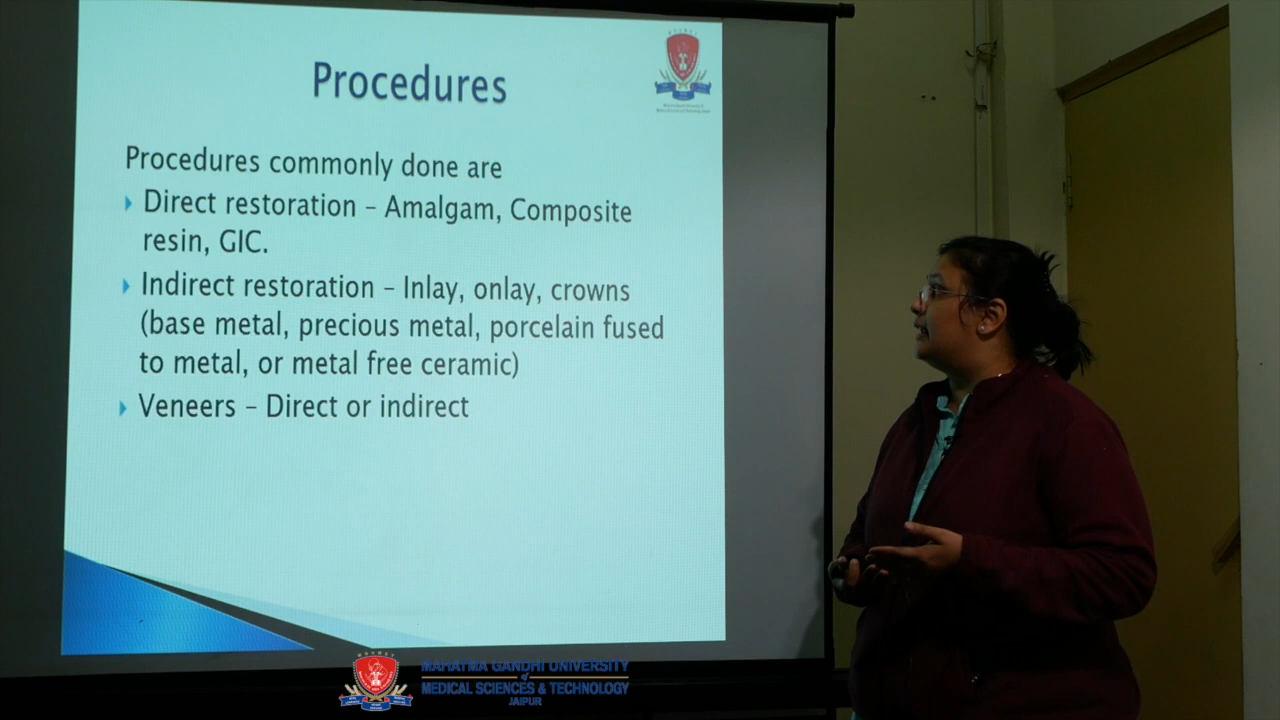 Procedures
Procedures commonly done are
Direct restoration – Amalgam, Composite
resin, GIC.
Indirect restoration – Inlay, onlay, crowns
(base metal, precious metal, porcelain fused
to metal, or metal free ceramic)
Veneers – Direct or indirect
MAHATMA GANDHI UNIVERSITY
of
MEDICAL SCIENCES & TECHNOLOGY
JAIPUR